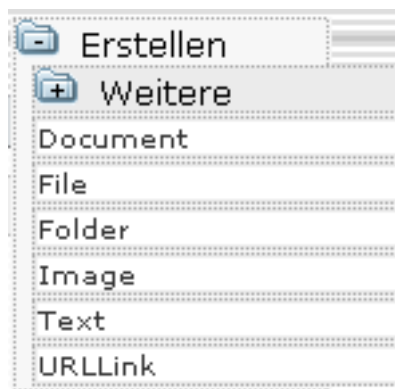 Erstellen
Weitere
Document
File
Folder
Image
Text
URLLink